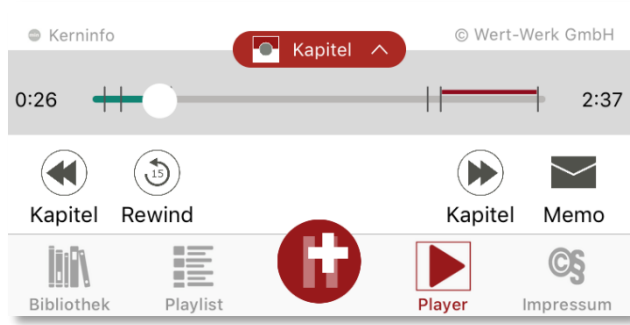 Kerninfo
© Wert-Werk GmbH
Kapitel
0:26
2:37
15
Kapitel
Rewind
Kapitel
Memo
©§
Bibliothek
Playlist
Player
Impressum